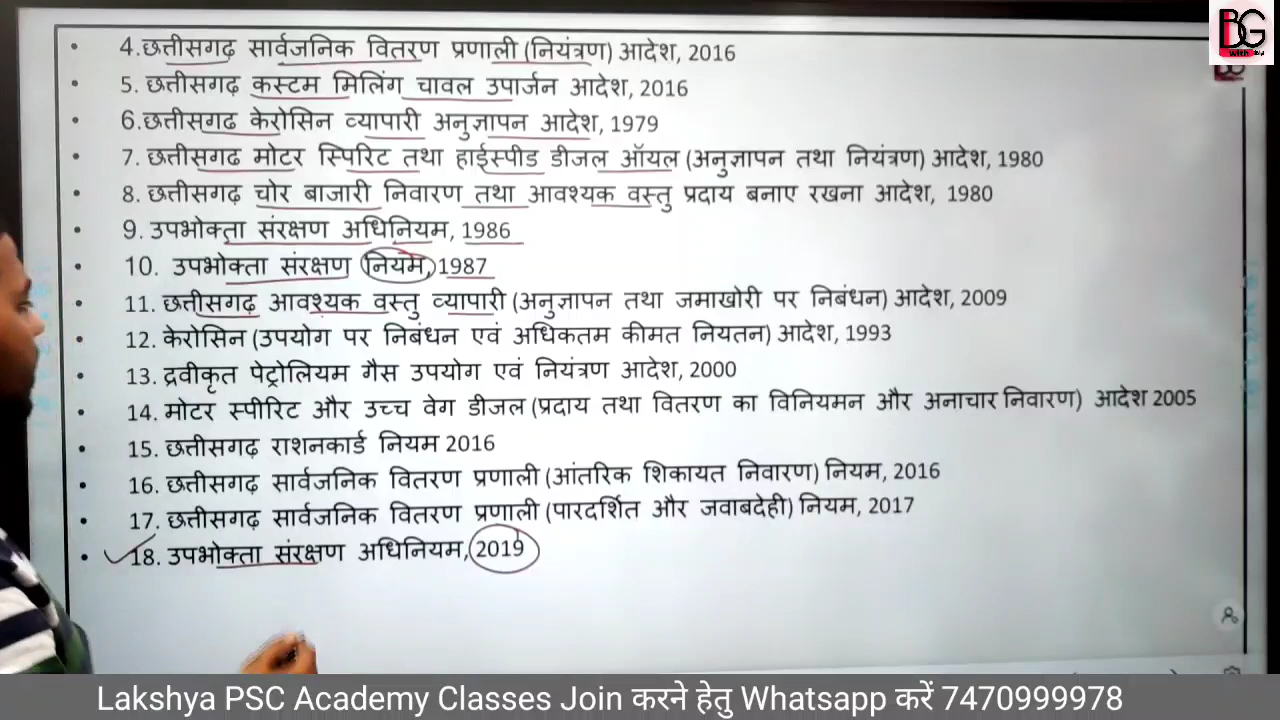 BG
with
4.छत्तीसगढ़ सार्वजनिक वितरण प्रणाली (नियंत्रण) आदेश, 2016
5. छत्तीसगढ़ कस्टम मिलिंग चावल उपार्जन आदेश, 2016
6.छत्तीसगढ केरोसिन व्यापारी अनुज्ञापन आदेश, 1979
7. छत्तीसगढ मोटर स्पिरिट तथा हाईस्पीड डीजल ऑयल (अनुज्ञापन तथा नियंत्रण) आदेश, 1980
8. छत्तीसगढ़ चोर बाजारी निवारण तथा आवश्यक वस्तु प्रदाय बनाए रखना आदेश, 1980
9. उपभोक्ता संरक्षण अधिनियम, 1986
10. उपभोक्ता संरक्षण नियम, 1987
11. छत्तीसगढ़ आवश्यक वस्तु व्यापारी (अनुज्ञापन तथा जमाखोरी पर निबंधन) आदेश, 2009
12. केरोसिन (उपयोग पर निबंधन एवं अधिकतम कीमत नियतन) आदेश, 1993
13. द्रवीकृत पेट्रोलियम गैस उपयोग एवं नियंत्रण आदेश, 2000
14. मोटर स्पीरिट और उच्च वेग डीजल (प्रदाय तथा वितरण का विनियमन और अनाचार निवारण) आदेश 2005
15. छत्तीसगढ़ राशनकार्ड नियम 2016
16. छत्तीसगढ़ सार्वजनिक वितरण प्रणाली (आंतरिक शिकायत निवारण) नियम, 2016
17. छत्तीसगढ़ सार्वजनिक वितरण प्रणाली (पारदर्शित और जवाबदेही) नियम, 2017
18. उपभोक्ता संरक्षण अधिनियम, 2019
Lakshya PSC Academy Classes Join करने हेतु Whatsapp करें 7470999978